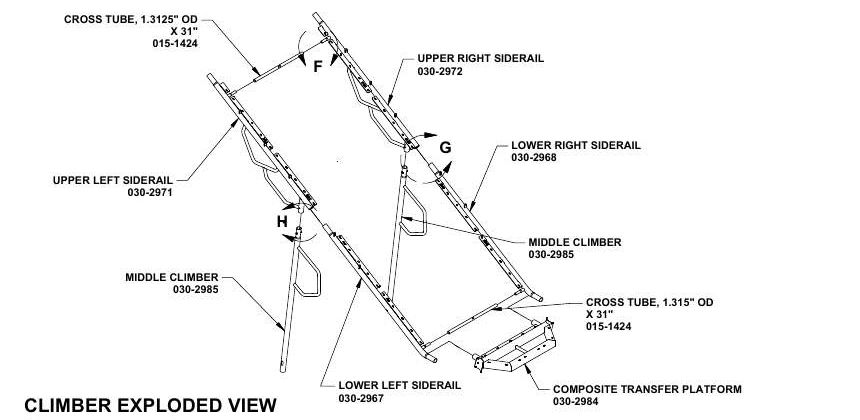 CROSS TUBE, 1.3125" OD
X 31"
015-1424
F
UPPER RIGHT SIDERAIL
030-2972
G
LOWER RIGHT SIDERAIL
030-2968
UPPER LEFT SIDERAIL
030-2971
H
MIDDLE CLIMBER
030-2985
MIDDLE CLIMBER
030-2985
CROSS TUBE, 1.315" OD
X 31"
015-1424
LOWER LEFT SIDERAIL
030-2967
COMPOSITE TRANSFER PLATFORM
030-2984
CLIMBER EXPLODED VIEW